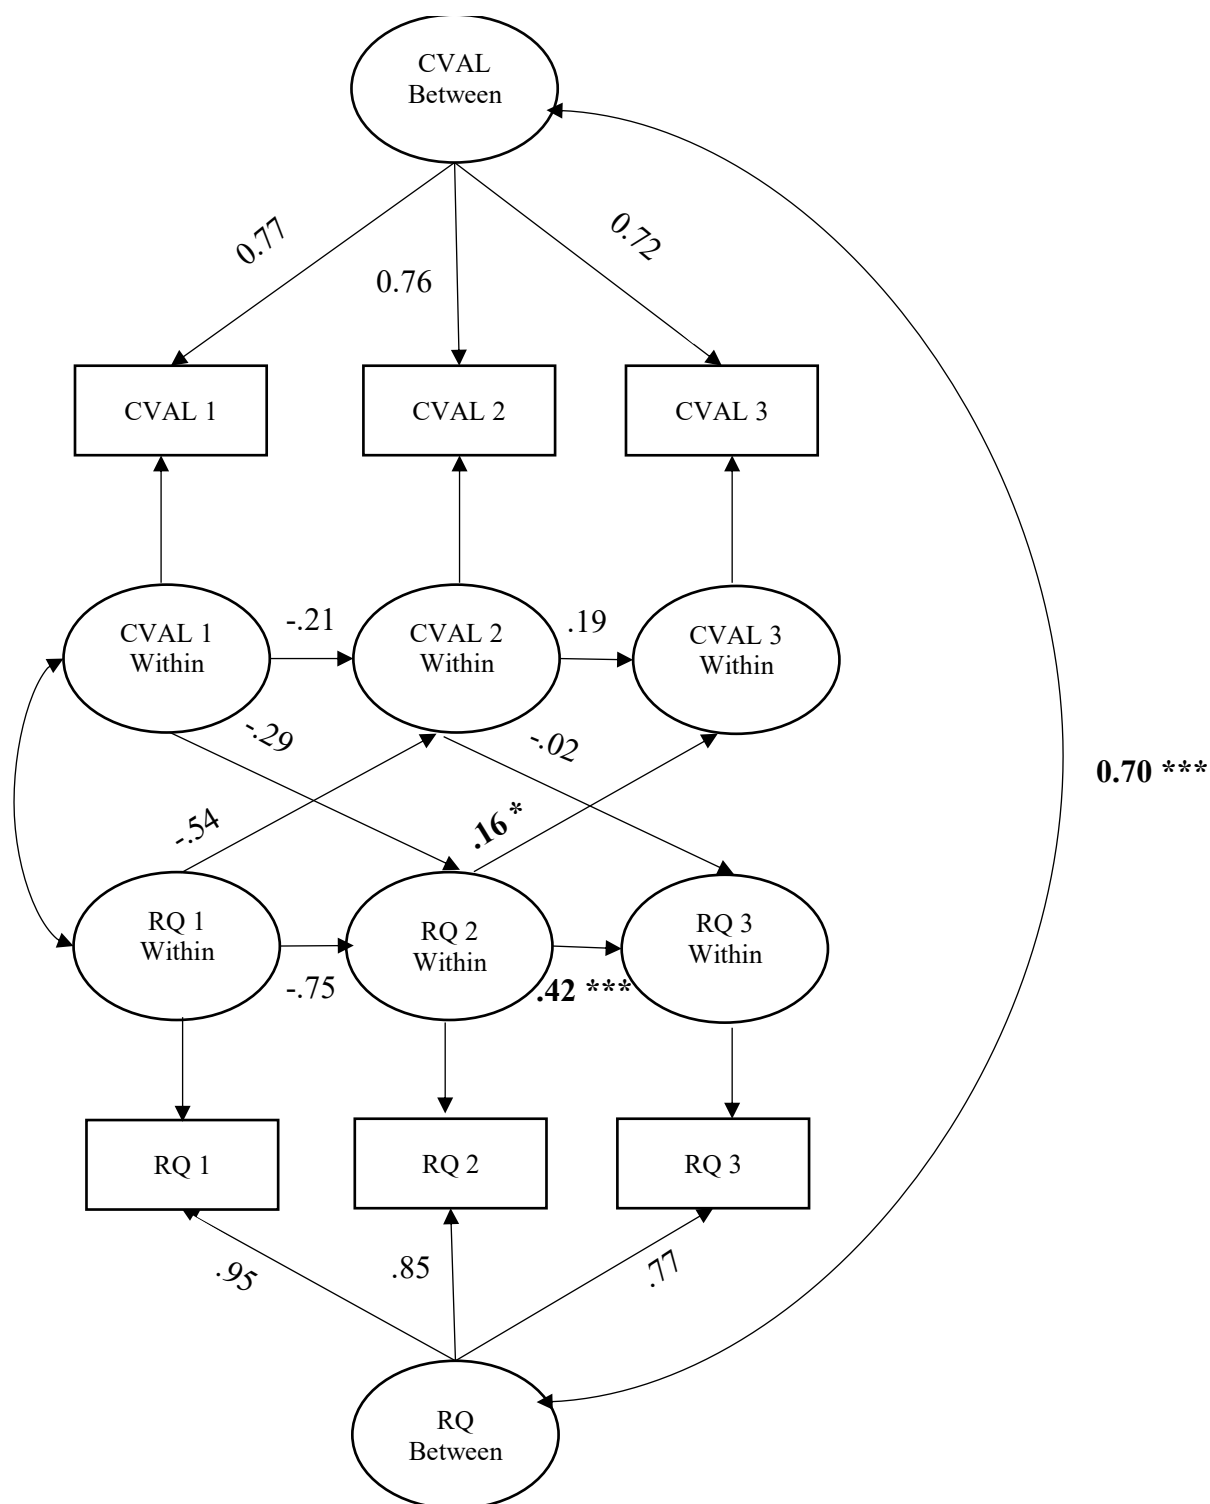 CVAL
Between
0.77
0.76
0.72
CVAL 1
CVAL 2
CVAL 3
CVAL 1
Within
-.21
CVAL 2
Within
.19
CVAL 3
Within
-.29
-.02
-.54
.16 *
0.70 ***
RQ 1
Within
-.75
RQ 2
Within
.42 ***
RQ 3
Within
RQ 1
RQ 2
RQ 3
.95
.85
.77
RQ
Between